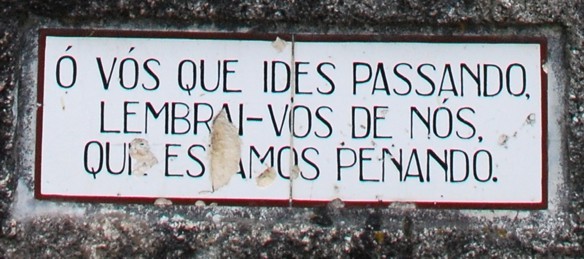 Ó VÓS QUE IDES PASSANDO,
LEMBRAI-VOS DE NÓS,
QUE ESTAMOS PENANDO.